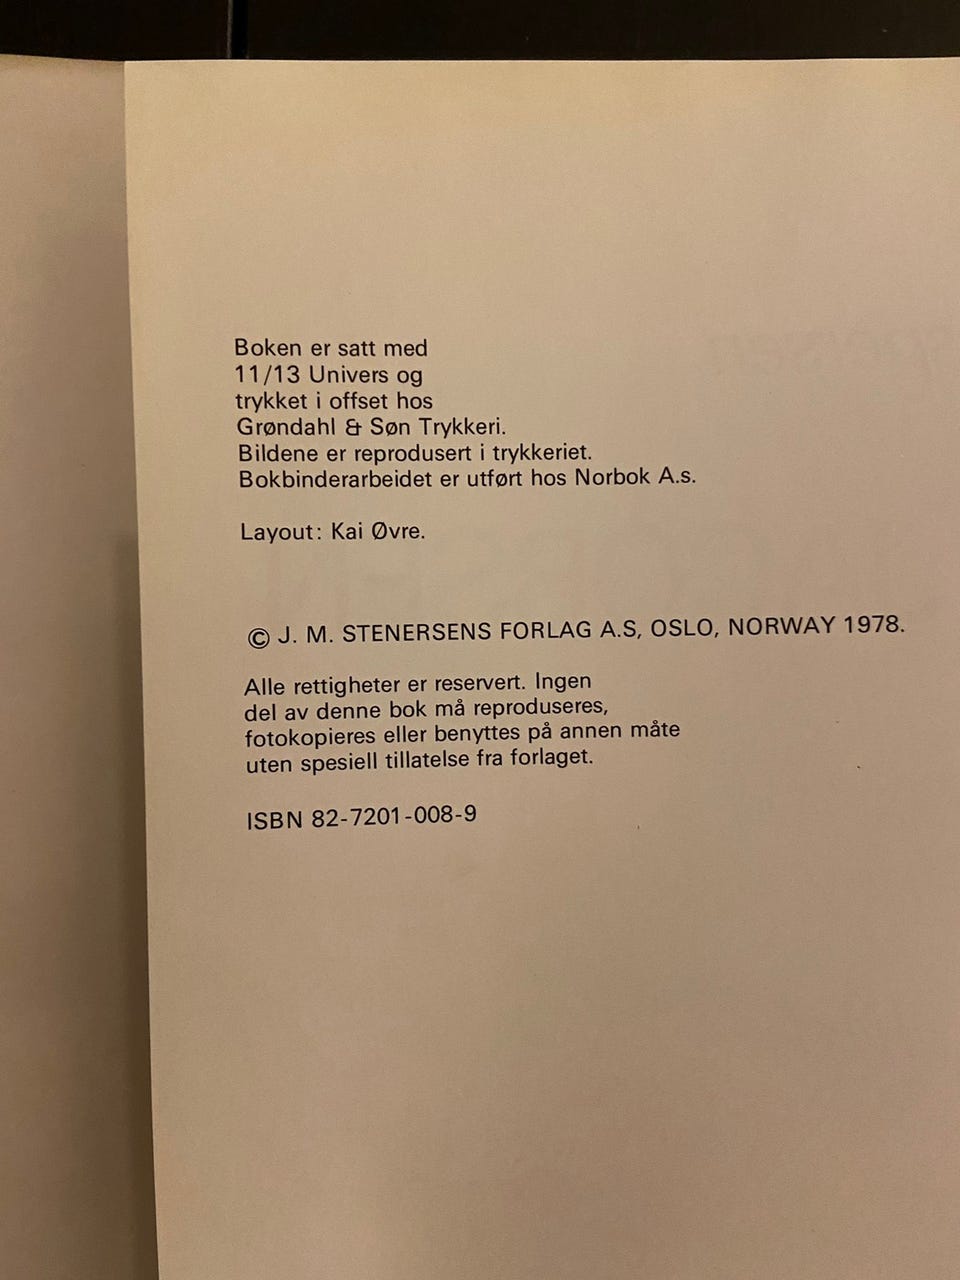 Boken er satt med
11/13 Univers og
trykket i offset hos
Grøndahl & Søn Trykkeri.
Bildene er reprodusert i trykkeriet.
Bokbinderarbeidet er utført hos Norbok A.s.
Layout: Kai Øvre.
© J. M. STENERSENS FORLAG A.S, OSLO, NORWAY 1978.
Alle rettigheter er reservert. Ingen
del av denne bok må reproduseres,
fotokopieres eller benyttes på annen måte
uten spesiell tillatelse fra forlaget.
ISBN 82-7201-008-9